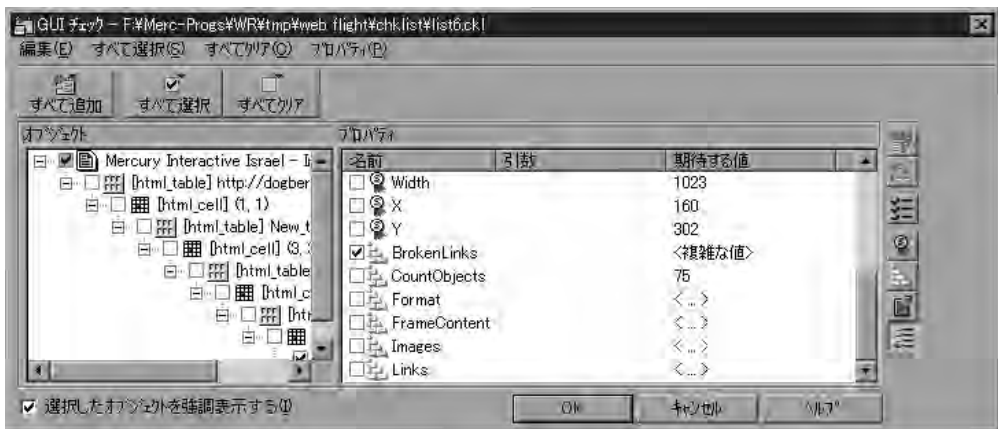 GUI ﾁｪｯｸ – F:¥Merc-Progs¥WR¥tmp¥web flight¥chklist¥list6.ckl
編集(E) すべて選択(S) すべてｸﾘｱ(O) ﾌﾟﾛﾊﾟﾃｨ(P)
すべて追加 すべて選択 すべてｸﾘｱ
ｵﾌﾞｼﾞｪｸﾄ
Mercury Interactive Israel – I
[html_table] http://dogber
[html_cell] (1, 1)
[html_table] New_t
[html_cell] (3,
[html_table
[html_c
[htm
ﾌﾟﾛﾊﾟﾃｨ
名前 引数 期待する値
Width 1023
X 160
Y 302
BrokenLinks <複雑な値>
CountObjects 75
Format < ... >
FrameContent < ... >
Images < ... >
Links < ... >
選択したｵﾌﾞｼﾞｪｸﾄを強調表示する(I)
OK ｷｬﾝｾﾙ ﾍﾙﾌﾟ